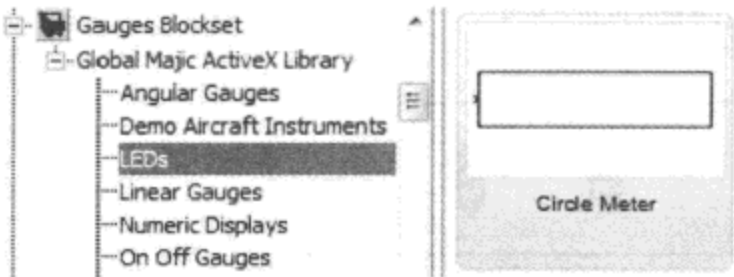 Gauges Blockset
Global Majic ActiveX Library
Angular Gauges
Demo Aircraft Instruments
LEDs
Linear Gauges
Numeric Displays
On Off Gauges
Circle Meter